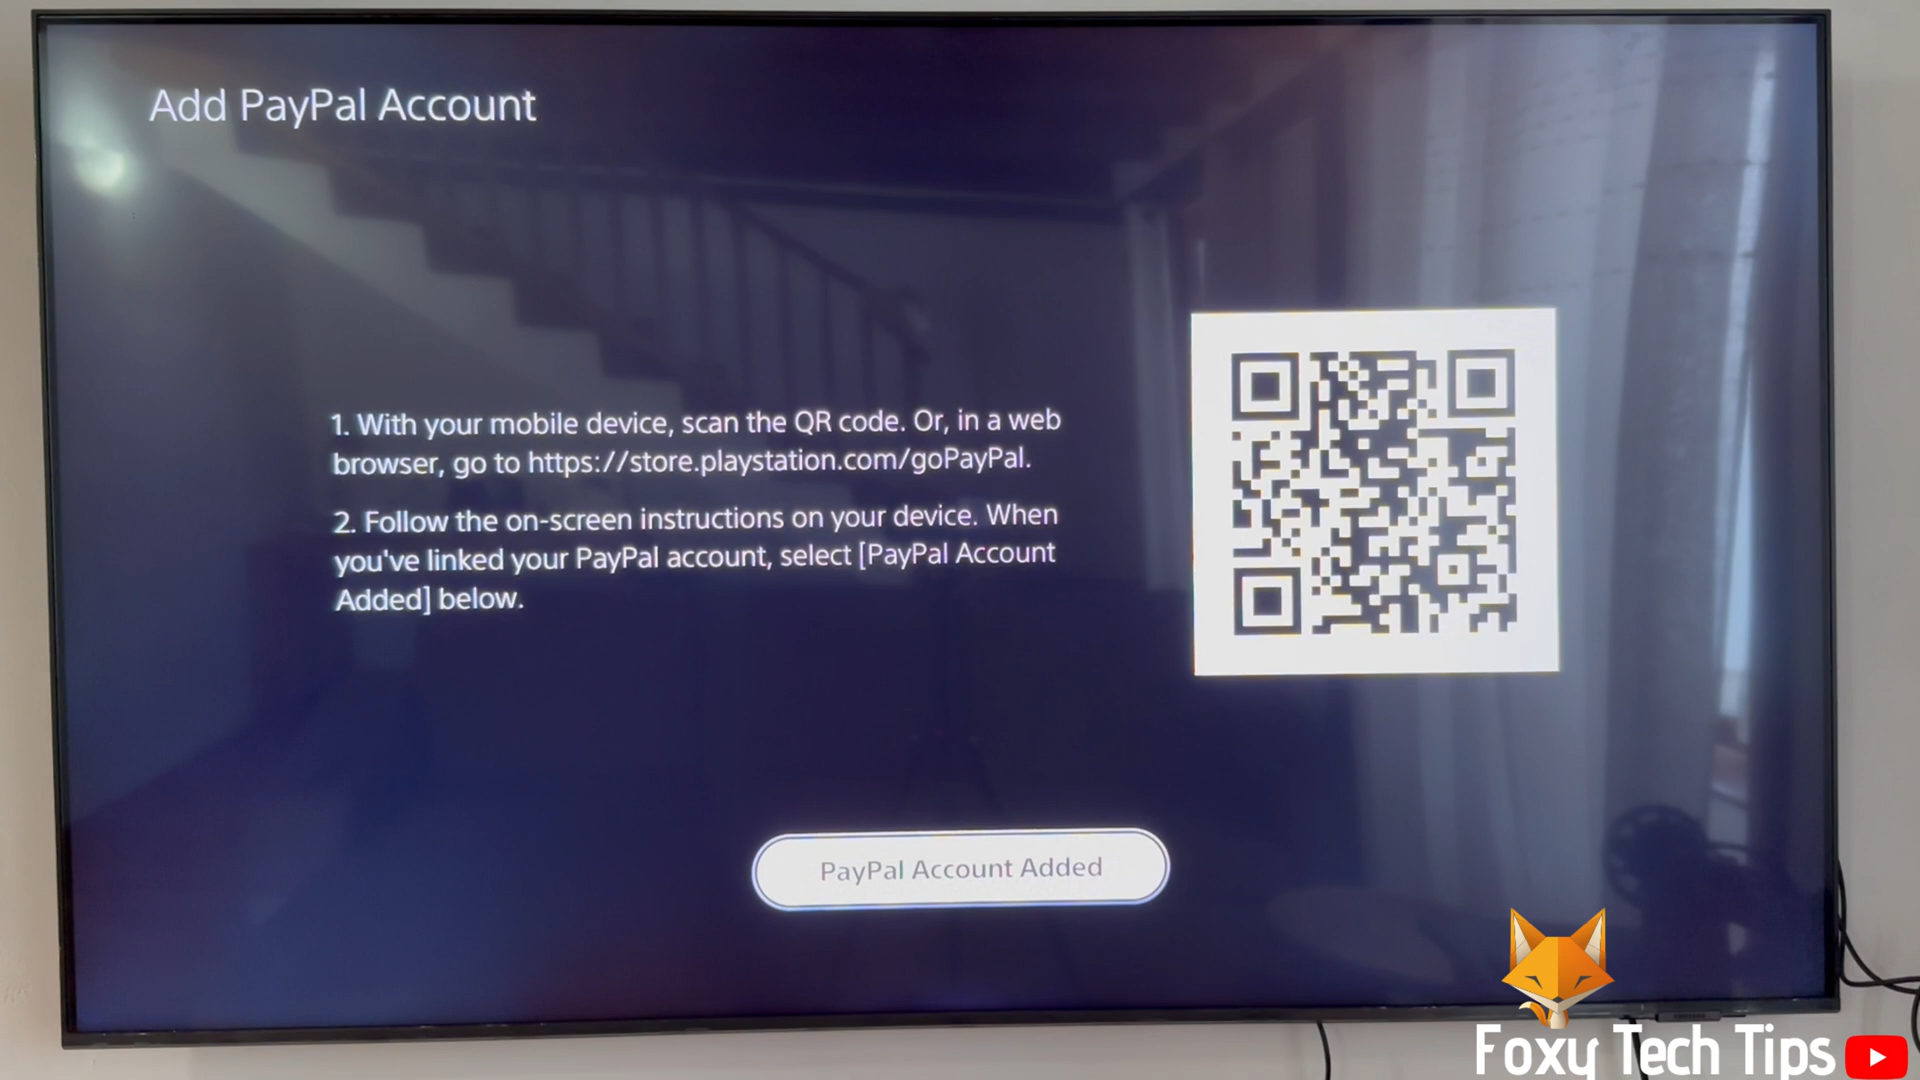 Add PayPal Account
1. With your mobile device, scan the QR code. Or, in a web
browser, go to https://store.playstation.com/goPayPal.
2. Follow the on-screen instructions on your device. When
you've linked your PayPal account, select [PayPal Account
Added] below.
PayPal Account Added
Foxy Tech Tips